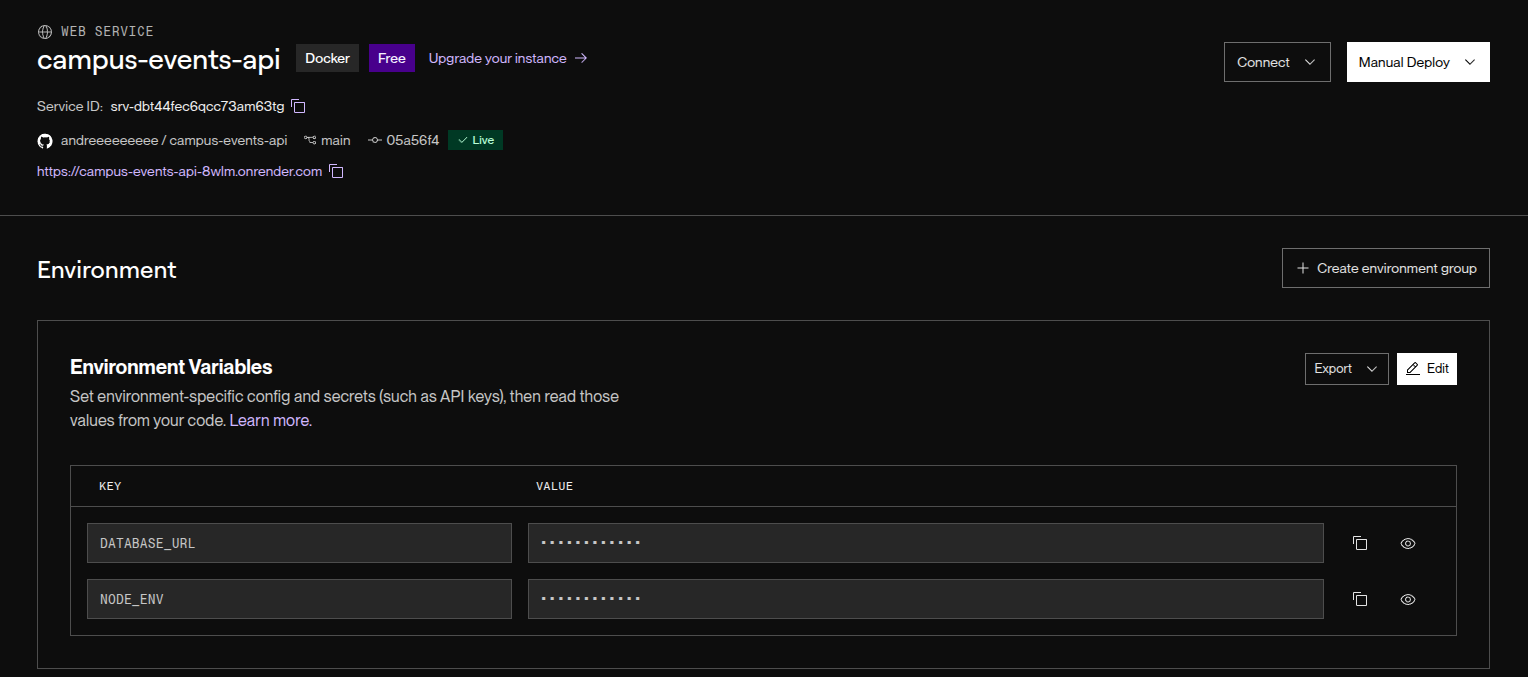 WEB SERVICE
campus-events-api Docker Free Upgrade your instance → Connect Manual Deploy
Service ID: srv-dbt44fec6qcc73am63tg
andreeeeeeeee / campus-events-api main 05a56f4 ✓ Live
https://campus-events-api-8wlm.onrender.com
Environment + Create environment group
Environment Variables Export Edit
Set environment-specific config and secrets (such as API keys), then read those
values from your code. Learn more.
KEY VALUE
DATABASE_URL ••••••••••••
NODE_ENV ••••••••••••